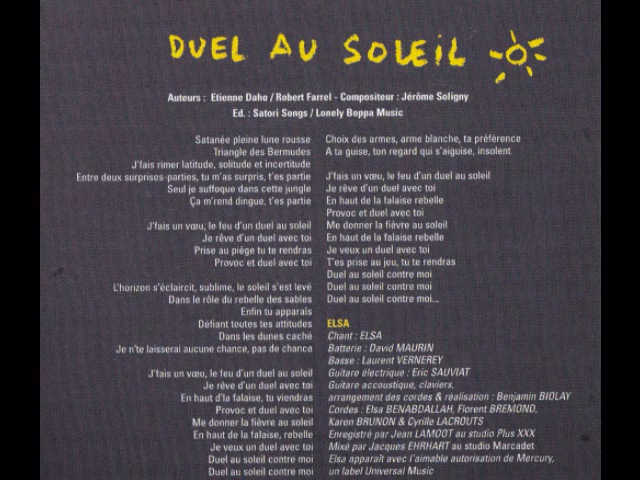 DUEL AU SOLEIL
Auteurs : Etienne Daho / Robert Farrel - Compositeur : Jérôme Soligny
Ed. : Satori Songs / Lonely Boppa Music
Satanée pleine lune rousse
Triangle des Bermudes
J'fais rimer latitude, solitude et incertitude
Entre deux surprises-parties, tu m'as surpris, t'es partie
Seul je suffoque dans cette jungle
Ça m'rend dingue, t'es partie
J'fais un vœu, le feu d'un duel au soleil
Je rêve d'un duel avec toi
Prise au piège tu te rendras
Provoc et duel avec toi
L'horizon s'éclaircit, sublime, le soleil s'est levé
Dans le rôle du rebelle des sables
Enfin tu apparaîs
Défiant toutes tes attitudes
Dans les dunes caché
Je n'te laisserai aucune chance, pas de chance
J'fais un vœu, le feu d'un duel au soleil
Je rêve d'un duel avec toi
En haut d'la falaise, tu viendras
Provoc et duel avec toi
Me donner la fièvre au soleil
En haut de la falaise, rebelle
Je veux un duel avec toi
Duel au soleil contre moi
Duel au soleil contre moi
Choix des armes, arme blanche, ta préférence
A ta guise, ton regard qui s'aiguise, insolent
J'fais un vœu, le feu d'un duel au soleil
Je rêve d'un duel avec toi
En haut de la falaise rebelle
Provoc et duel avec toi
Me donner la fièvre au soleil
En haut de la falaise rebelle
Je veux un duel avec toi
T'es prise au jeu, tu te rendras
Duel au soleil contre moi
Duel au soleil contre moi
Duel au soleil contre moi...
ELSA
Chant : ELSA
Batterie : David MAURIN
Basse : Laurent VERNEREY
Guitare électrique : Eric SAUVIAT
Guitare accoustique, claviers,
arrangement des cordes & réalisation : Benjamin BIOLAY
Cordes : Elsa BENABDALLAH, Florent BREMOND,
Karen BRUNON & Cyrille LACROUTS
Enregistré par Jean LAMOOT au studio Plus XXX
Mixé par Jacques EHRHART au studio Marcadet
Elsa apparaît avec l'aimable autorisation de Mercury,
un label Universal Music